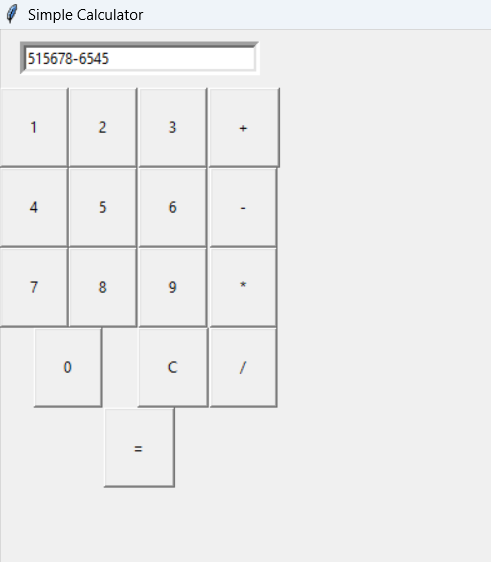 Simple Calculator
515678-6545
1 2 3 +
4 5 6 -
7 8 9 *
0 C /
=